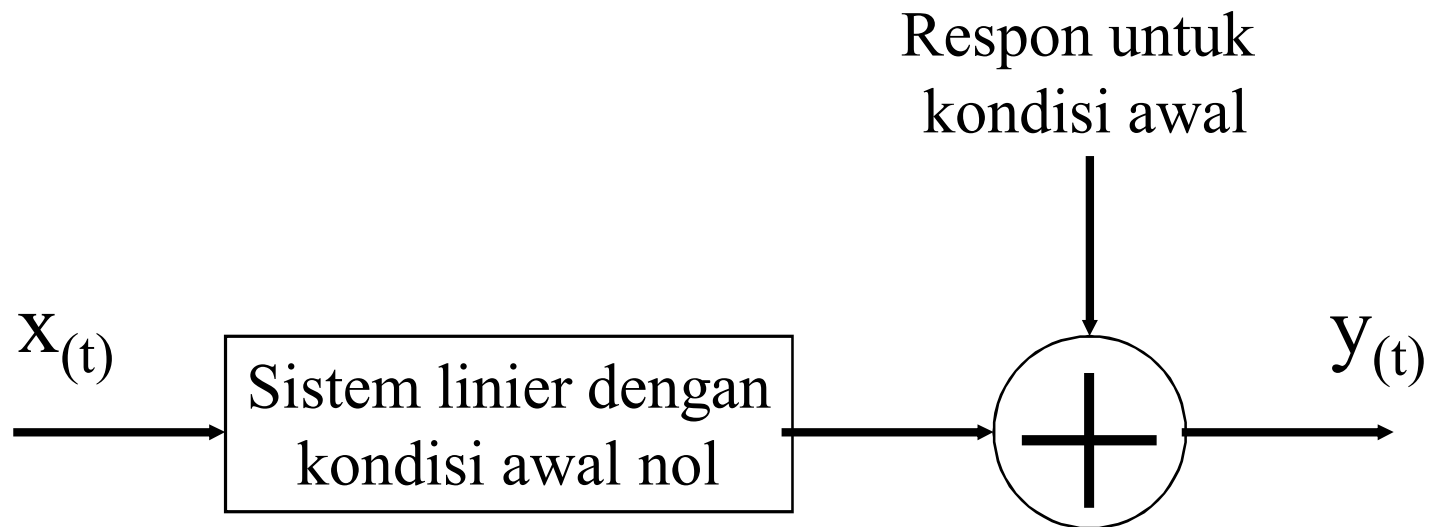 Respon untuk
kondisi awal
x(t)
y(t)
Sistem linier dengan
kondisi awal nol